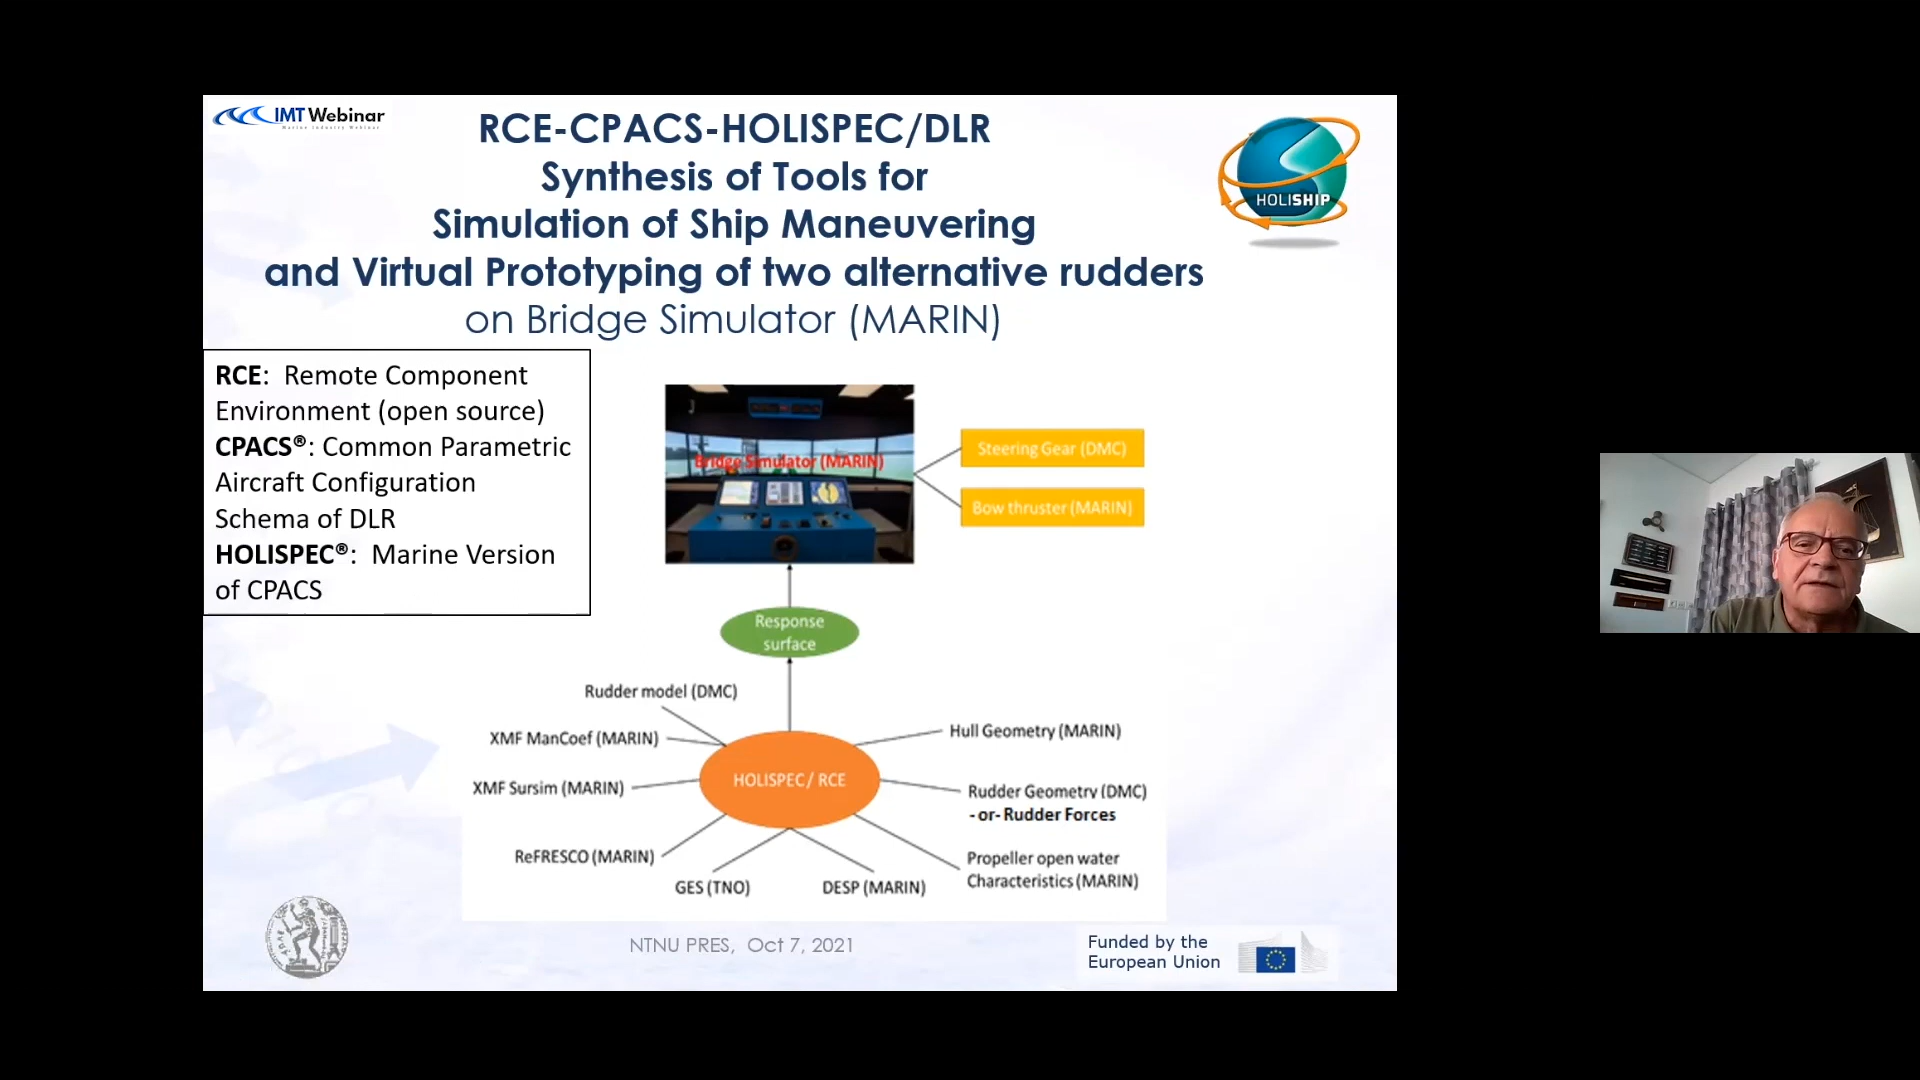 IMT Webinar
Marine Industry Webinar
RCE-CPACS-HOLISPEC/DLR
Synthesis of Tools for
Simulation of Ship Maneuvering
and Virtual Prototyping of two alternative rudders
on Bridge Simulator (MARIN)
HOLISHIP
RCE: Remote Component
Environment (open source)
CPACS®: Common Parametric
Aircraft Configuration
Schema of DLR
HOLISPEC®: Marine Version
of CPACS
Bridge Simulator (MARIN)
Steering Gear (DMC)
Bow thruster (MARIN)
Response
surface
Rudder model (DMC)
XMF ManCoef (MARIN)
XMF Sursim (MARIN)
ReFRESCO (MARIN)
GES (TNO)
DESP (MARIN)
HOLISPEC/ RCE
Hull Geometry (MARIN)
Rudder Geometry (DMC)
- or- Rudder Forces
Propeller open water
Characteristics (MARIN)
NTNU PRES, Oct 7, 2021
Funded by the
European Union